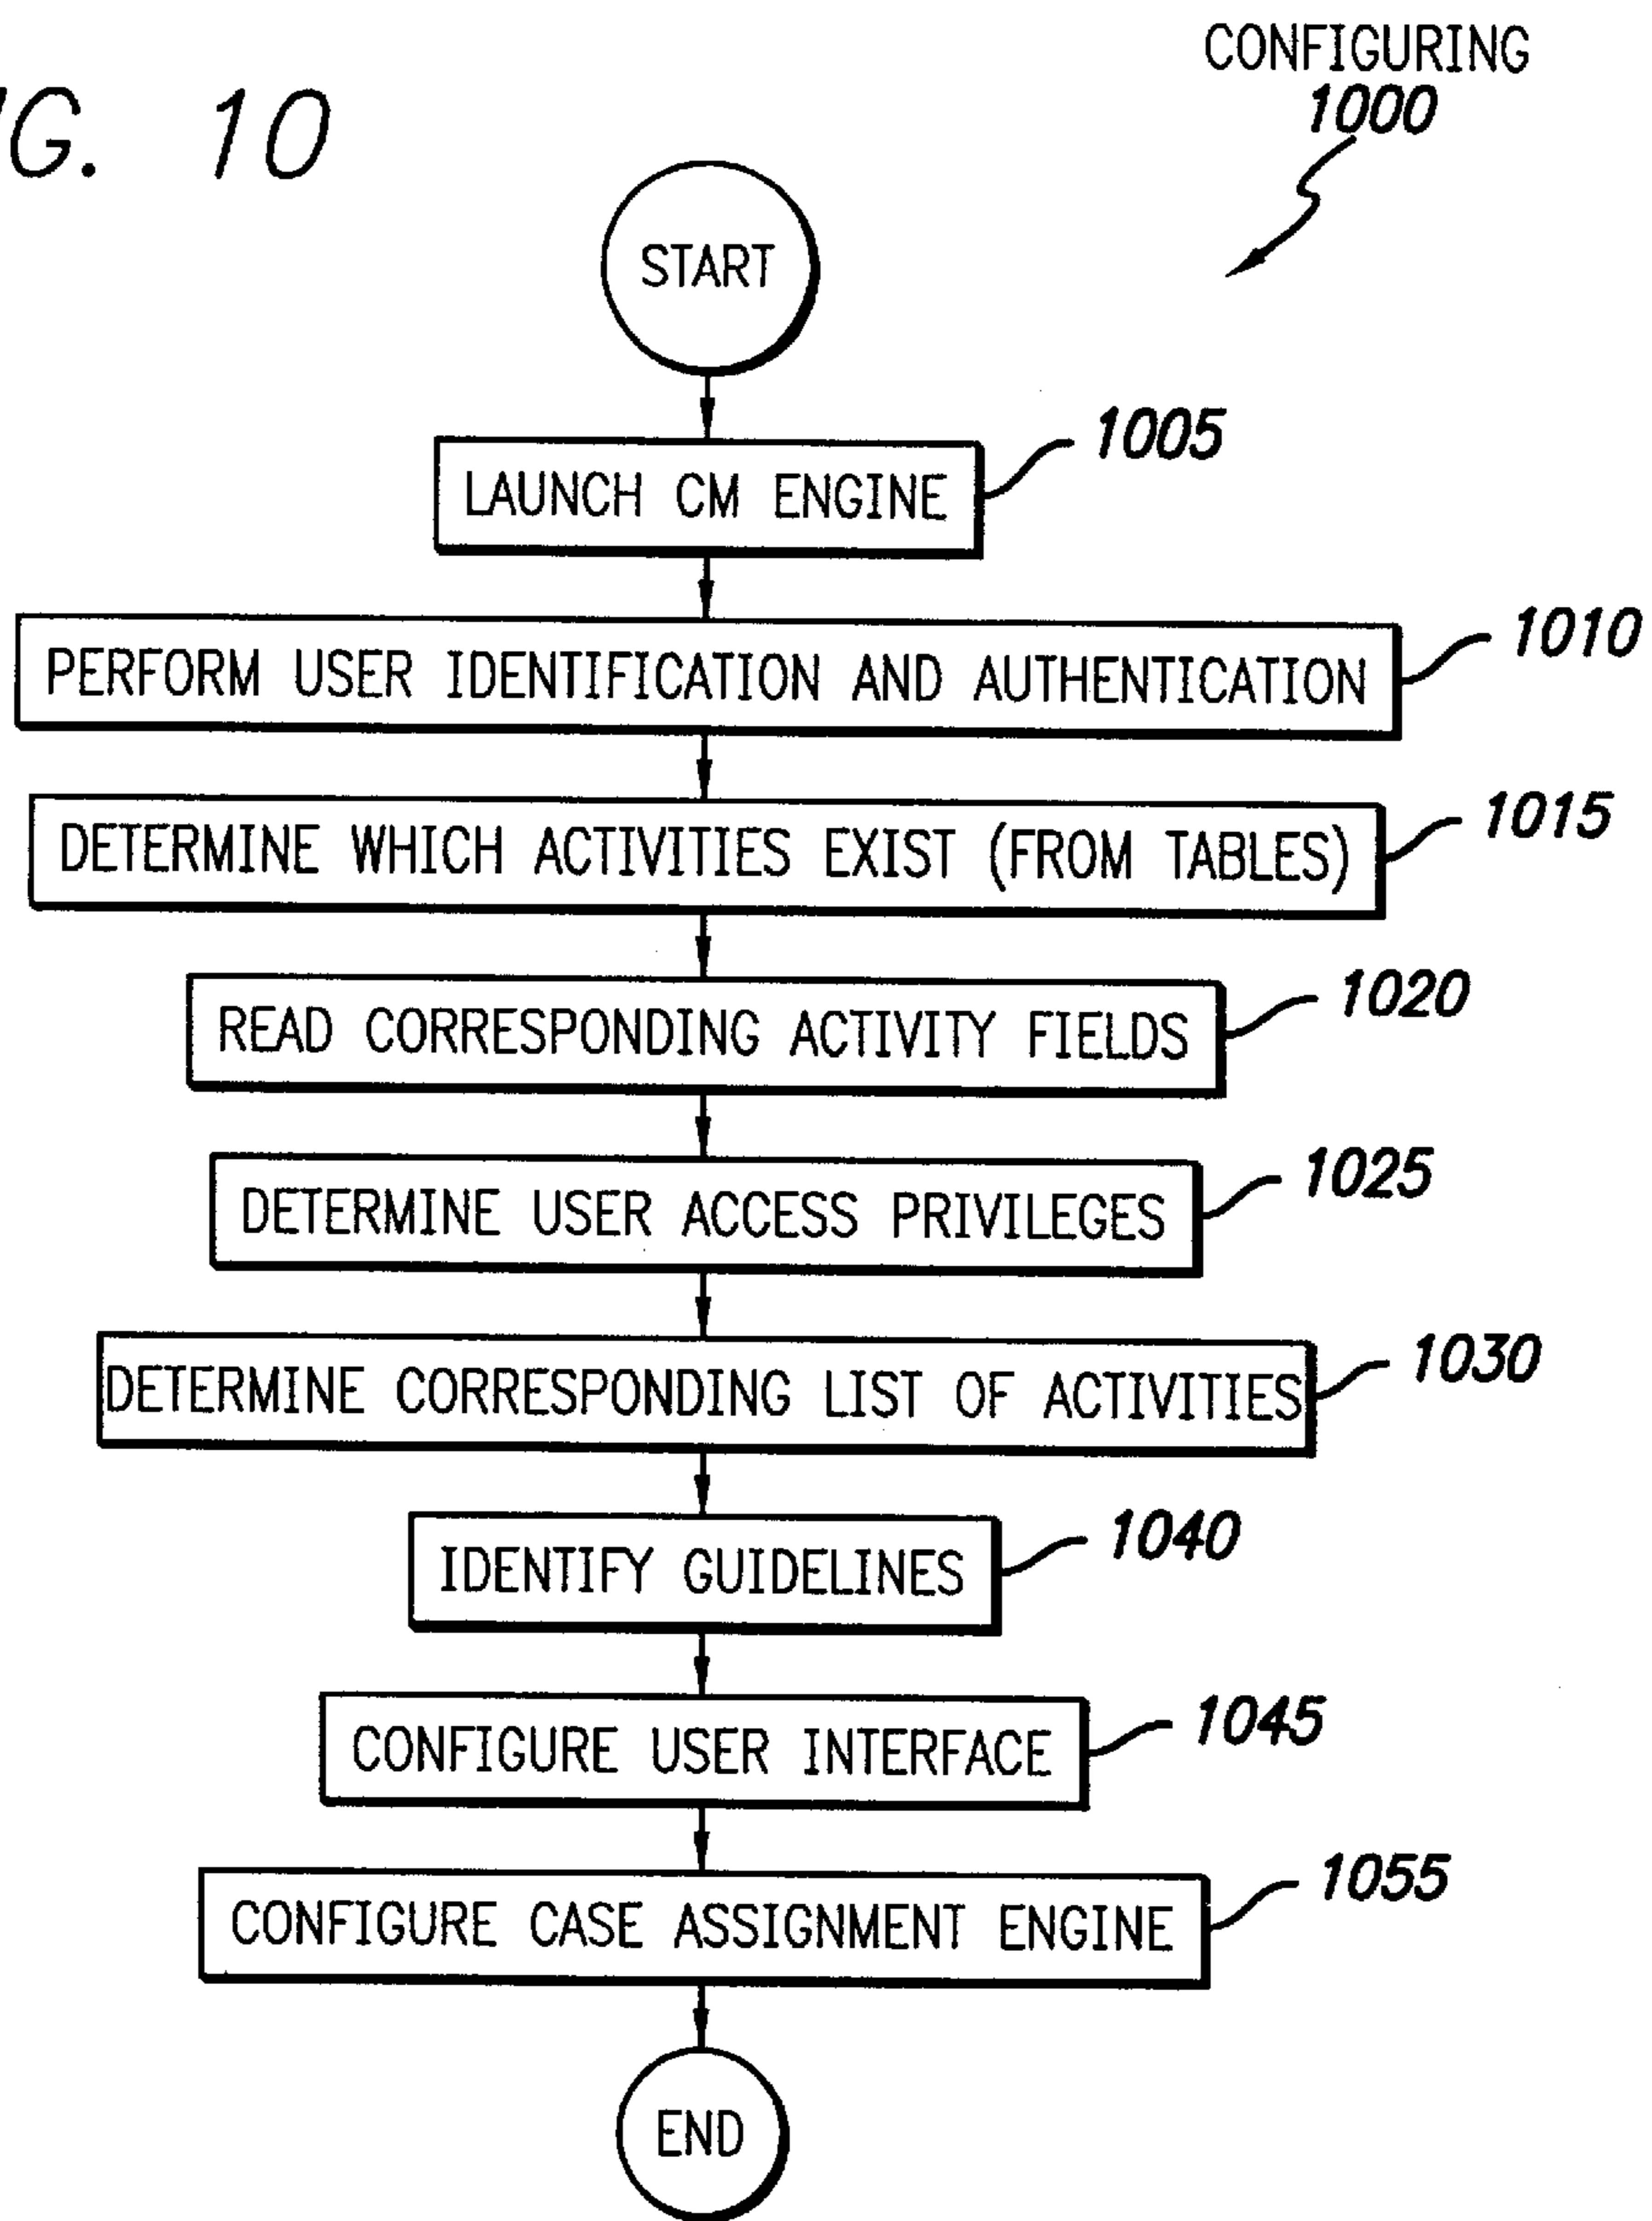 G. 10
CONFIGURING
1000
START
LAUNCH CM ENGINE
1005
PERFORM USER IDENTIFICATION AND AUTHENTICATION
1010
DETERMINE WHICH ACTIVITIES EXIST (FROM TABLES)
1015
READ CORRESPONDING ACTIVITY FIELDS
1020
DETERMINE USER ACCESS PRIVILEGES
1025
DETERMINE CORRESPONDING LIST OF ACTIVITIES
1030
IDENTIFY GUIDELINES
1040
CONFIGURE USER INTERFACE
1045
CONFIGURE CASE ASSIGNMENT ENGINE
1055
END